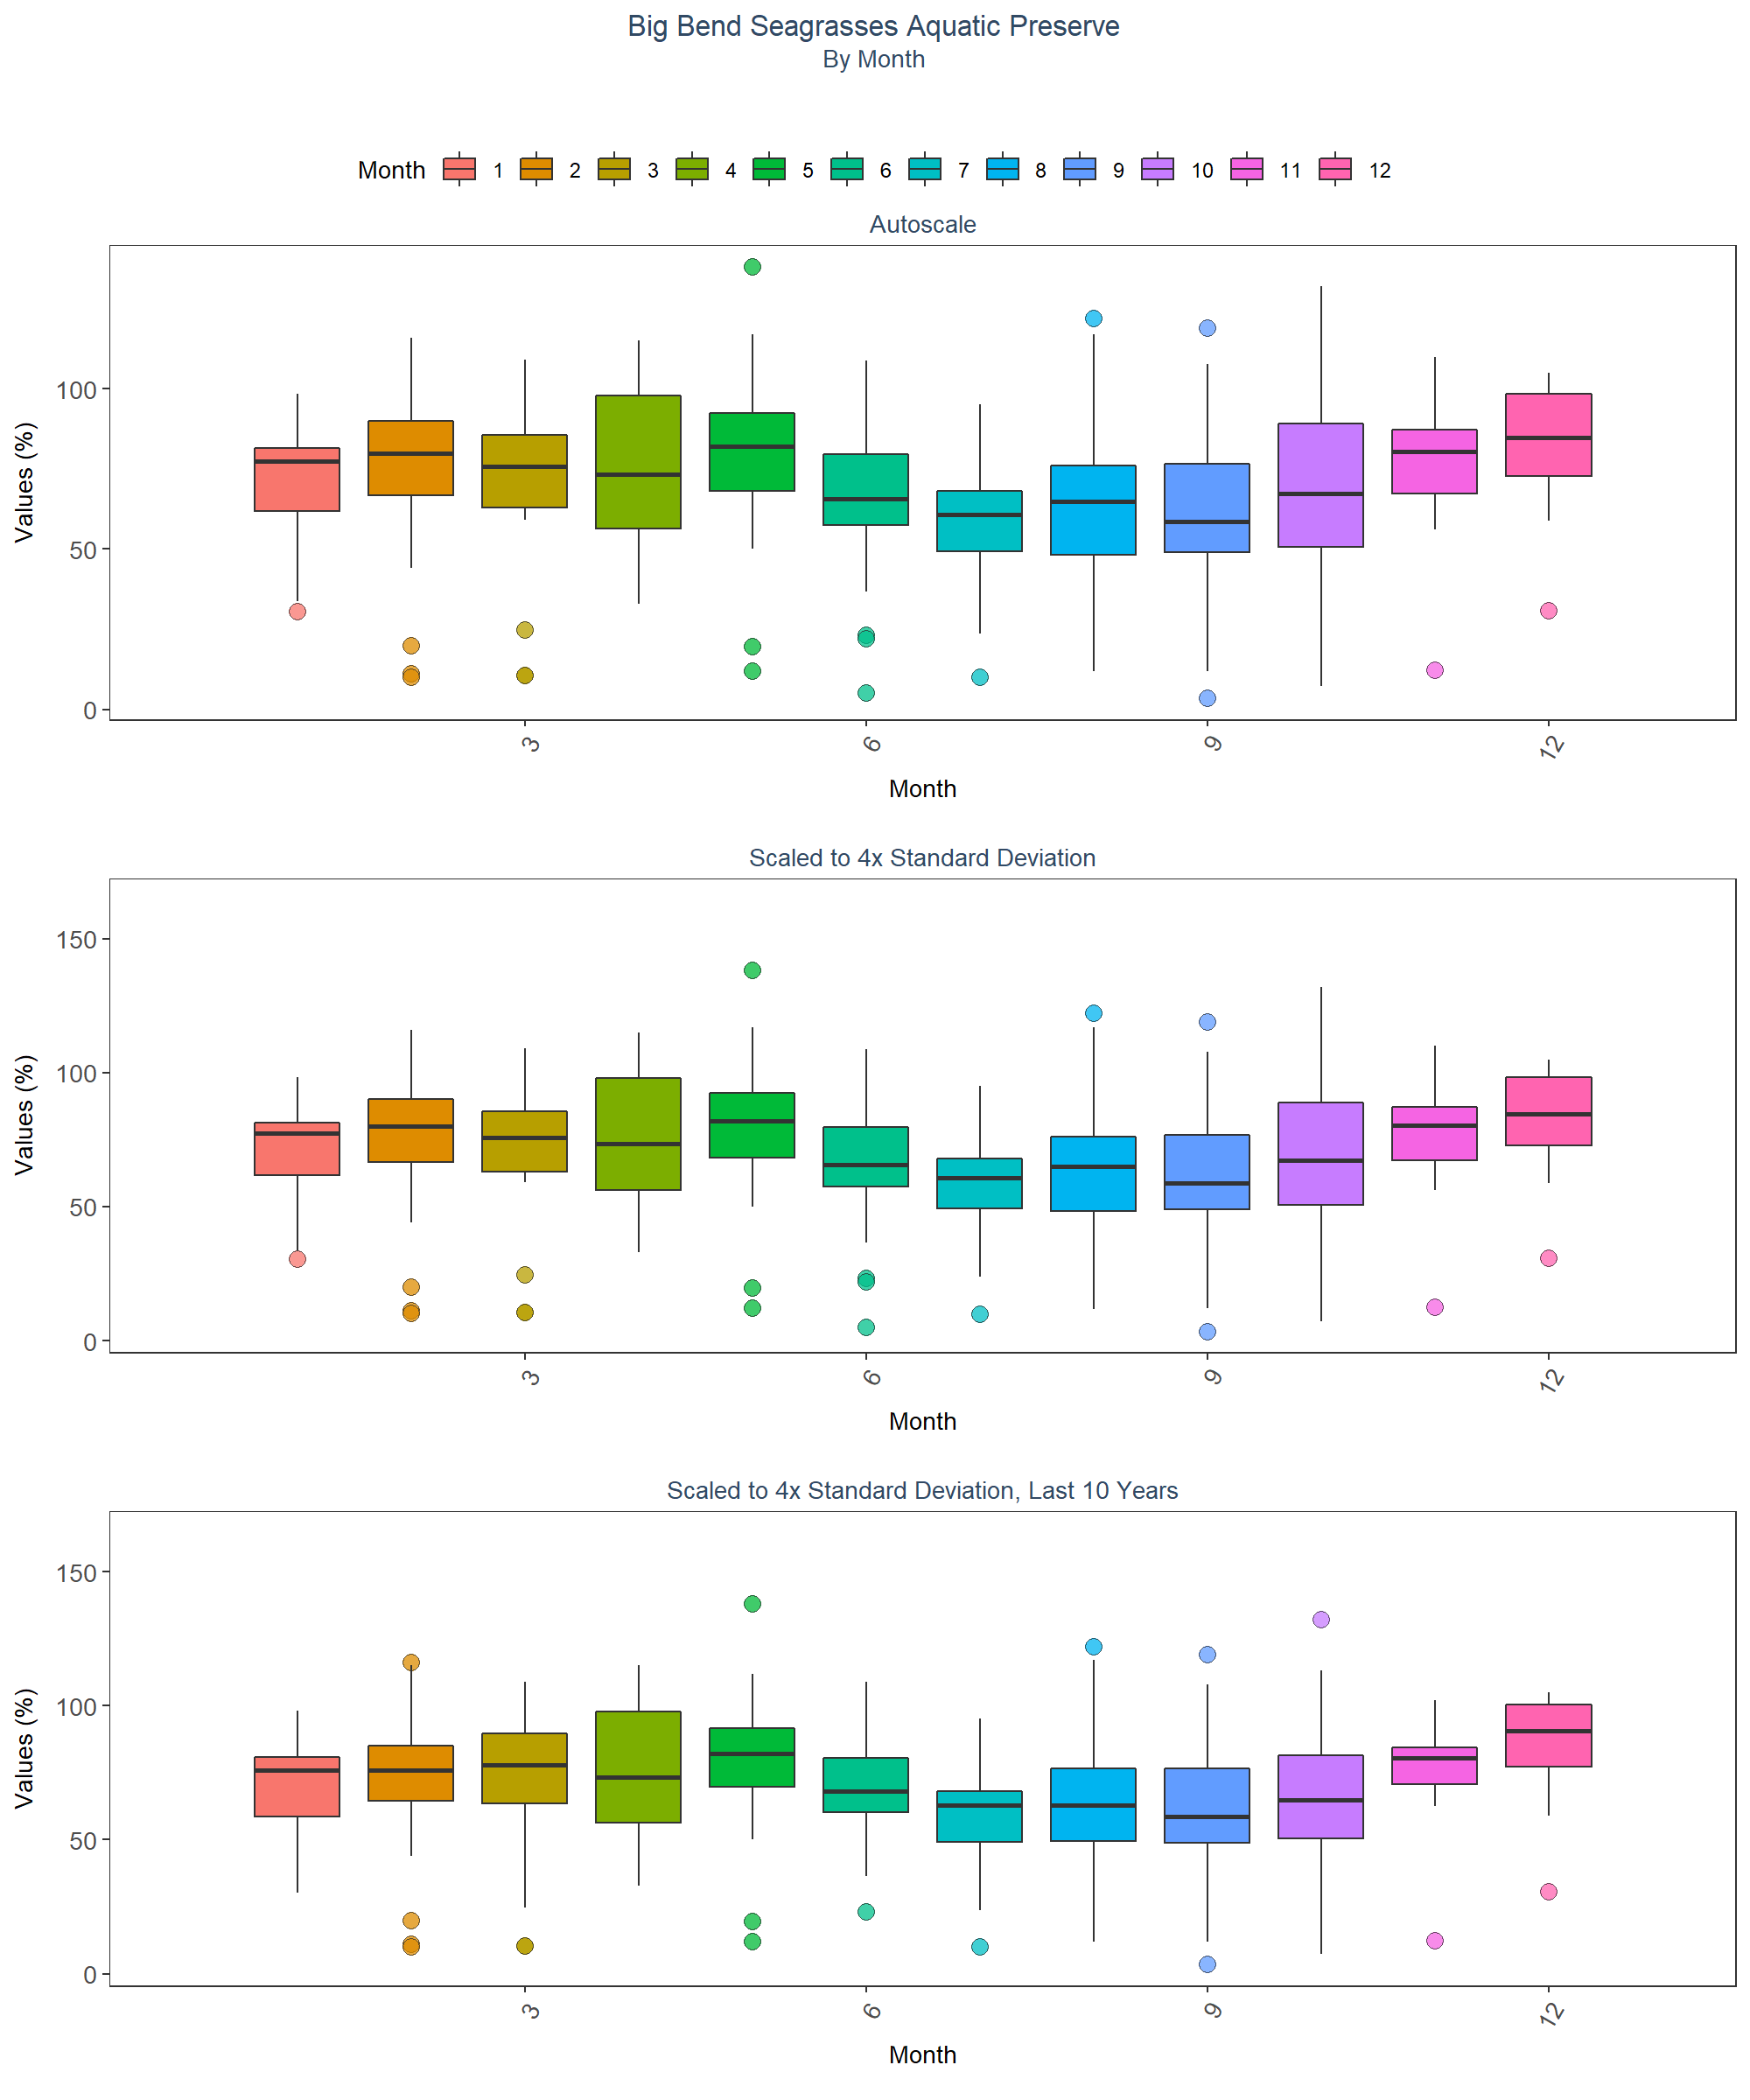 Big Bend Seagrasses Aquatic Preserve
By Month
Month 1 2 3 4 5 6 7 8 9 10 11 12
Autoscale
Values (%)
100
50
0
3 6 9 12
Month
Scaled to 4x Standard Deviation
Values (%)
150
100
50
0
3 6 9 12
Month
Scaled to 4x Standard Deviation, Last 10 Years
Values (%)
150
100
50
0
3 6 9 12
Month